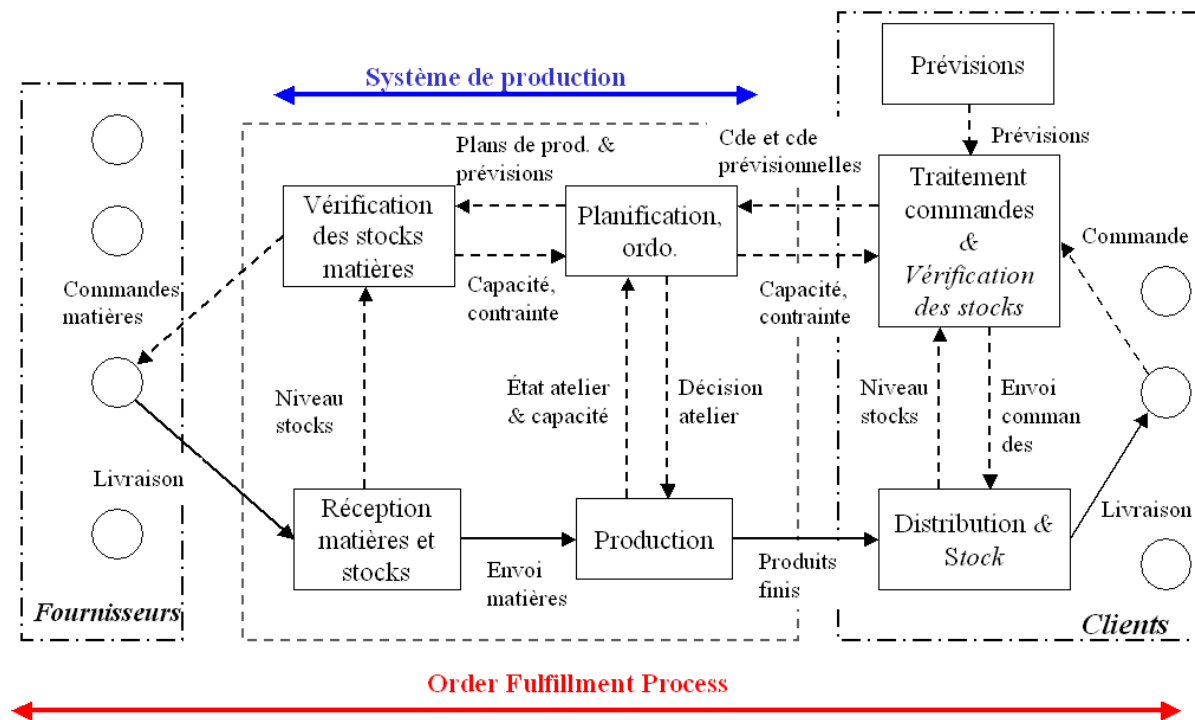 Système de production
Prévisions
Prévisions
Plans de prod. &
prévisions
Cde et cde
prévisionnelles
Vérification
des stocks
matières
Planification,
ordo.
Traitement
commandes
&
Vérification
des stocks
Commande
Commandes
matières
Capacité,
contrainte
Capacité,
contrainte
Niveau
stocks
État atelier
& capacité
Décision
atelier
Niveau
stocks
Envoi
comman
des
Livraison
Réception
matières et
stocks
Envoi
matières
Production
Produits
finis
Distribution &
Stock
Livraison
Fournisseurs
Clients
Order Fulfillment Process